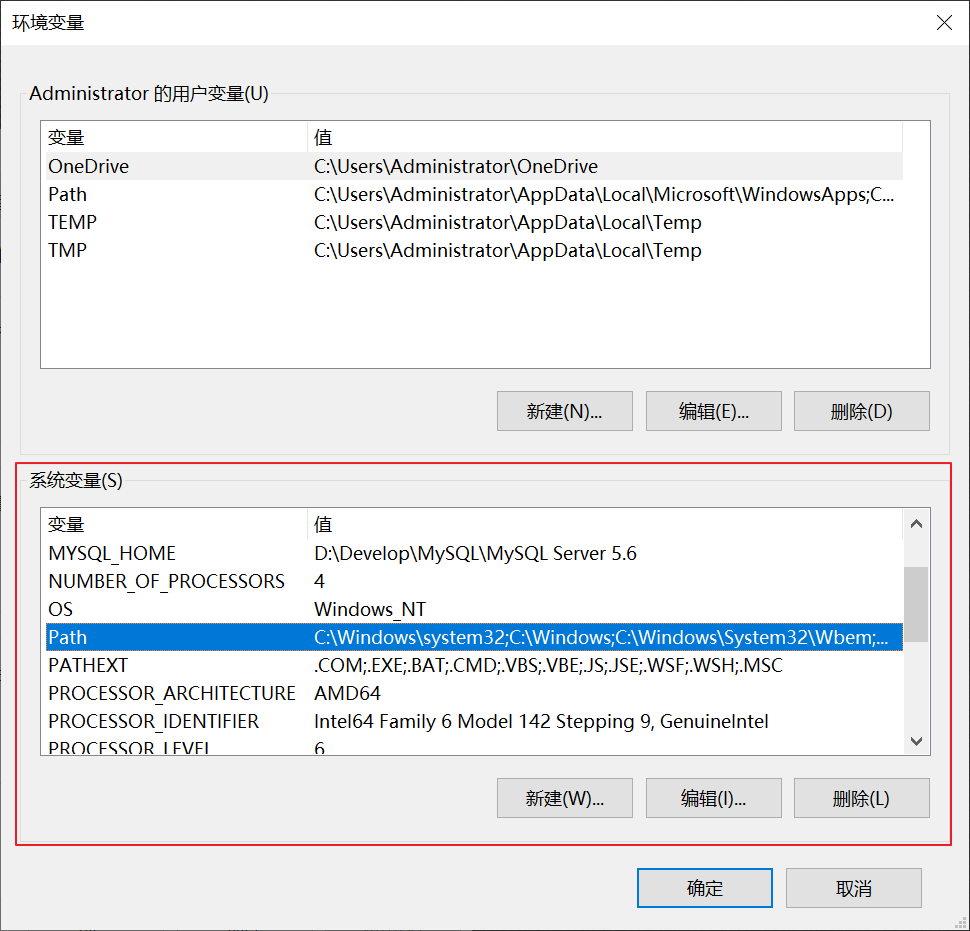 环境变量
Administrator 的用户变量(U)
变量 值
OneDrive C:\Users\Administrator\OneDrive
Path C:\Users\Administrator\AppData\Local\Microsoft\WindowsApps;C...
TEMP C:\Users\Administrator\AppData\Local\Temp
TMP C:\Users\Administrator\AppData\Local\Temp
新建(N)... 编辑(E)... 删除(D)
系统变量(S)
变量 值
MYSQL_HOME D:\Develop\MySQL\MySQL Server 5.6
NUMBER_OF_PROCESSORS 4
OS Windows_NT
Path C:\Windows\system32;C:\Windows;C:\Windows\System32\Wbem;...
PATHEXT .COM;.EXE;.BAT;.CMD;.VBS;.VBE;.JS;.JSE;.WSF;.WSH;.MSC
PROCESSOR_ARCHITECTURE AMD64
PROCESSOR_IDENTIFIER Intel64 Family 6 Model 142 Stepping 9, GenuineIntel
PROCESSOR_LEVEL 6
新建(W)... 编辑(I)... 删除(L)
确定 取消